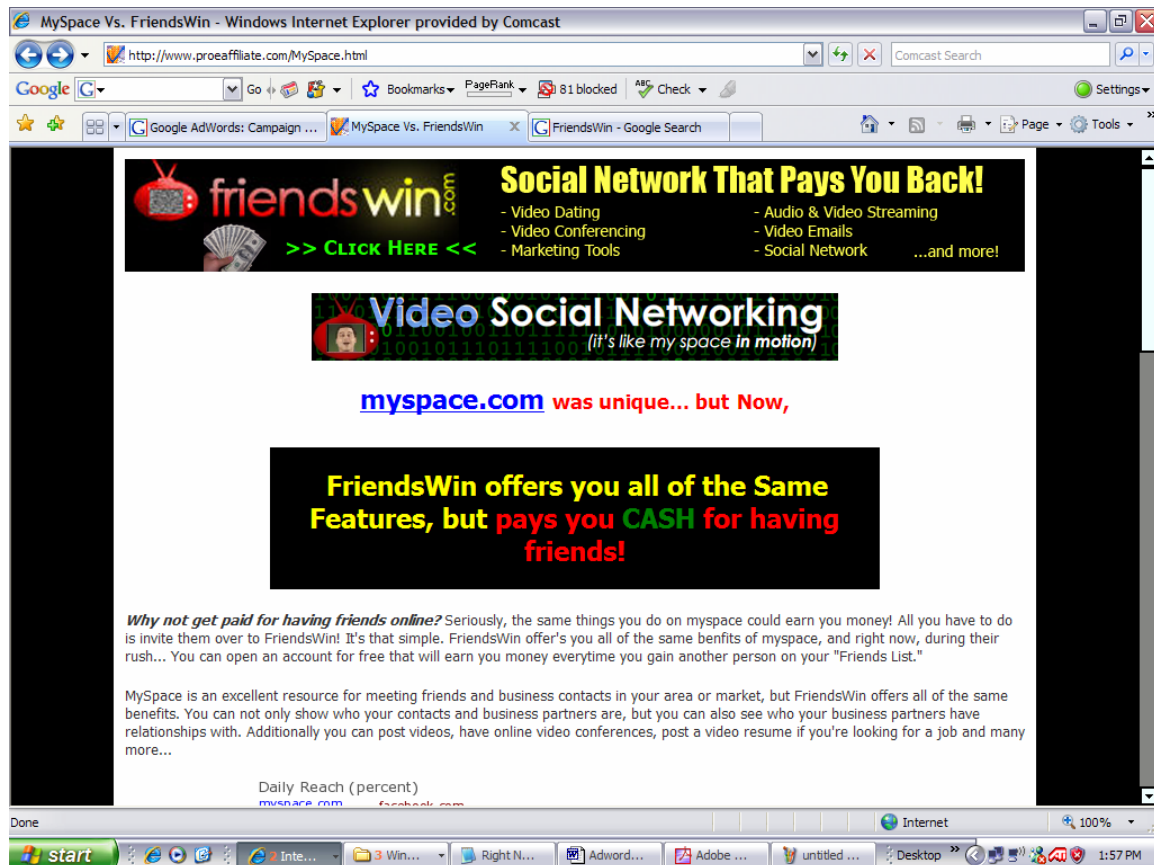 MySpace Vs. FriendsWin - Windows Internet Explorer provided by Comcast
http://www.proeaffiliate.com/MySpace.html
Comcast Search
Google G Go Bookmarks PageRank 81 blocked ABC Check Settings
Google AdWords: Campaign ... MySpace Vs. FriendsWin X FriendsWin - Google Search Page Tools »
friendswin.com
>> CLICK HERE <<
Social Network That Pays You Back!
- Video Dating - Audio & Video Streaming
- Video Conferencing - Video Emails
- Marketing Tools - Social Network ...and more!
Video Social Networking
(it's like my space in motion)
myspace.com was unique... but Now,
FriendsWin offers you all of the Same
Features, but pays you CASH for having
friends!
Why not get paid for having friends online? Seriously, the same things you do on myspace could earn you money! All you have to do
is invite them over to FriendsWin! It's that simple. FriendsWin offer's you all of the same benfits of myspace, and right now, during their
rush... You can open an account for free that will earn you money everytime you gain another person on your "Friends List."
MySpace is an excellent resource for meeting friends and business contacts in your area or market, but FriendsWin offers all of the same
benefits. You can not only show who your contacts and business partners are, but you can also see who your business partners have
relationships with. Additionally you can post videos, have online video conferences, post a video resume if you're looking for a job and many
more...
Daily Reach (percent)
myspace.com facebook.com
Done Internet 100%
start 2 Inte... 3 Win... Right N... Adword... Adobe ... untitled ... Desktop » 1:57 PM